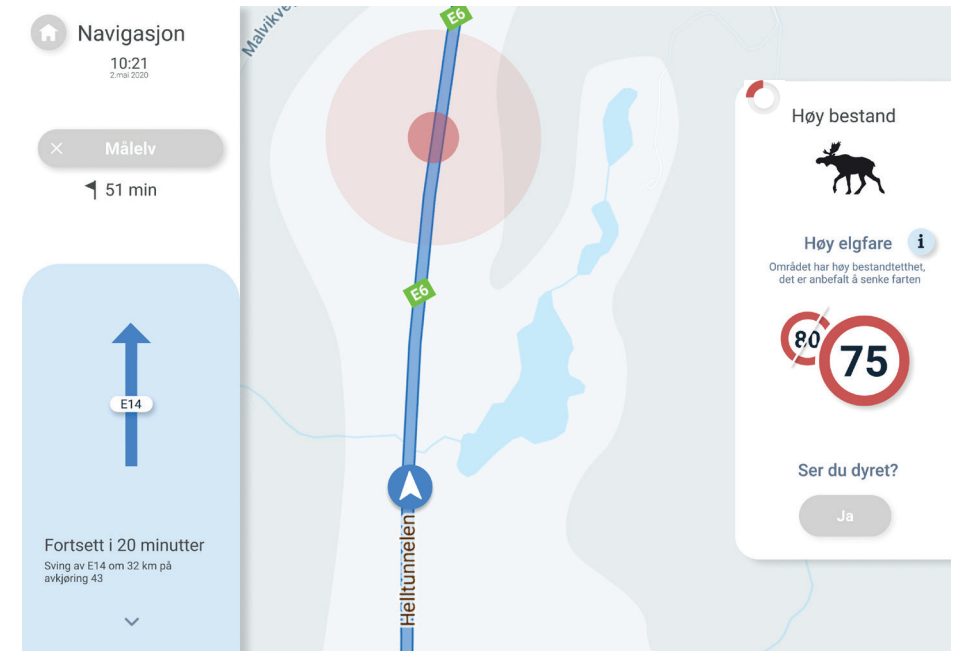 Navigasjon
10:21
2.mai 2020
Målelv
51 min
E14
Fortsett i 20 minutter
Sving av E14 om 32 km på
avkjøring 43
E6
E6
Helltunnelen
Høy bestand
Høy elgfare
i
Området har høy bestandtetthet,
det er anbefalt å senke farten
80
75
Ser du dyret?
Ja